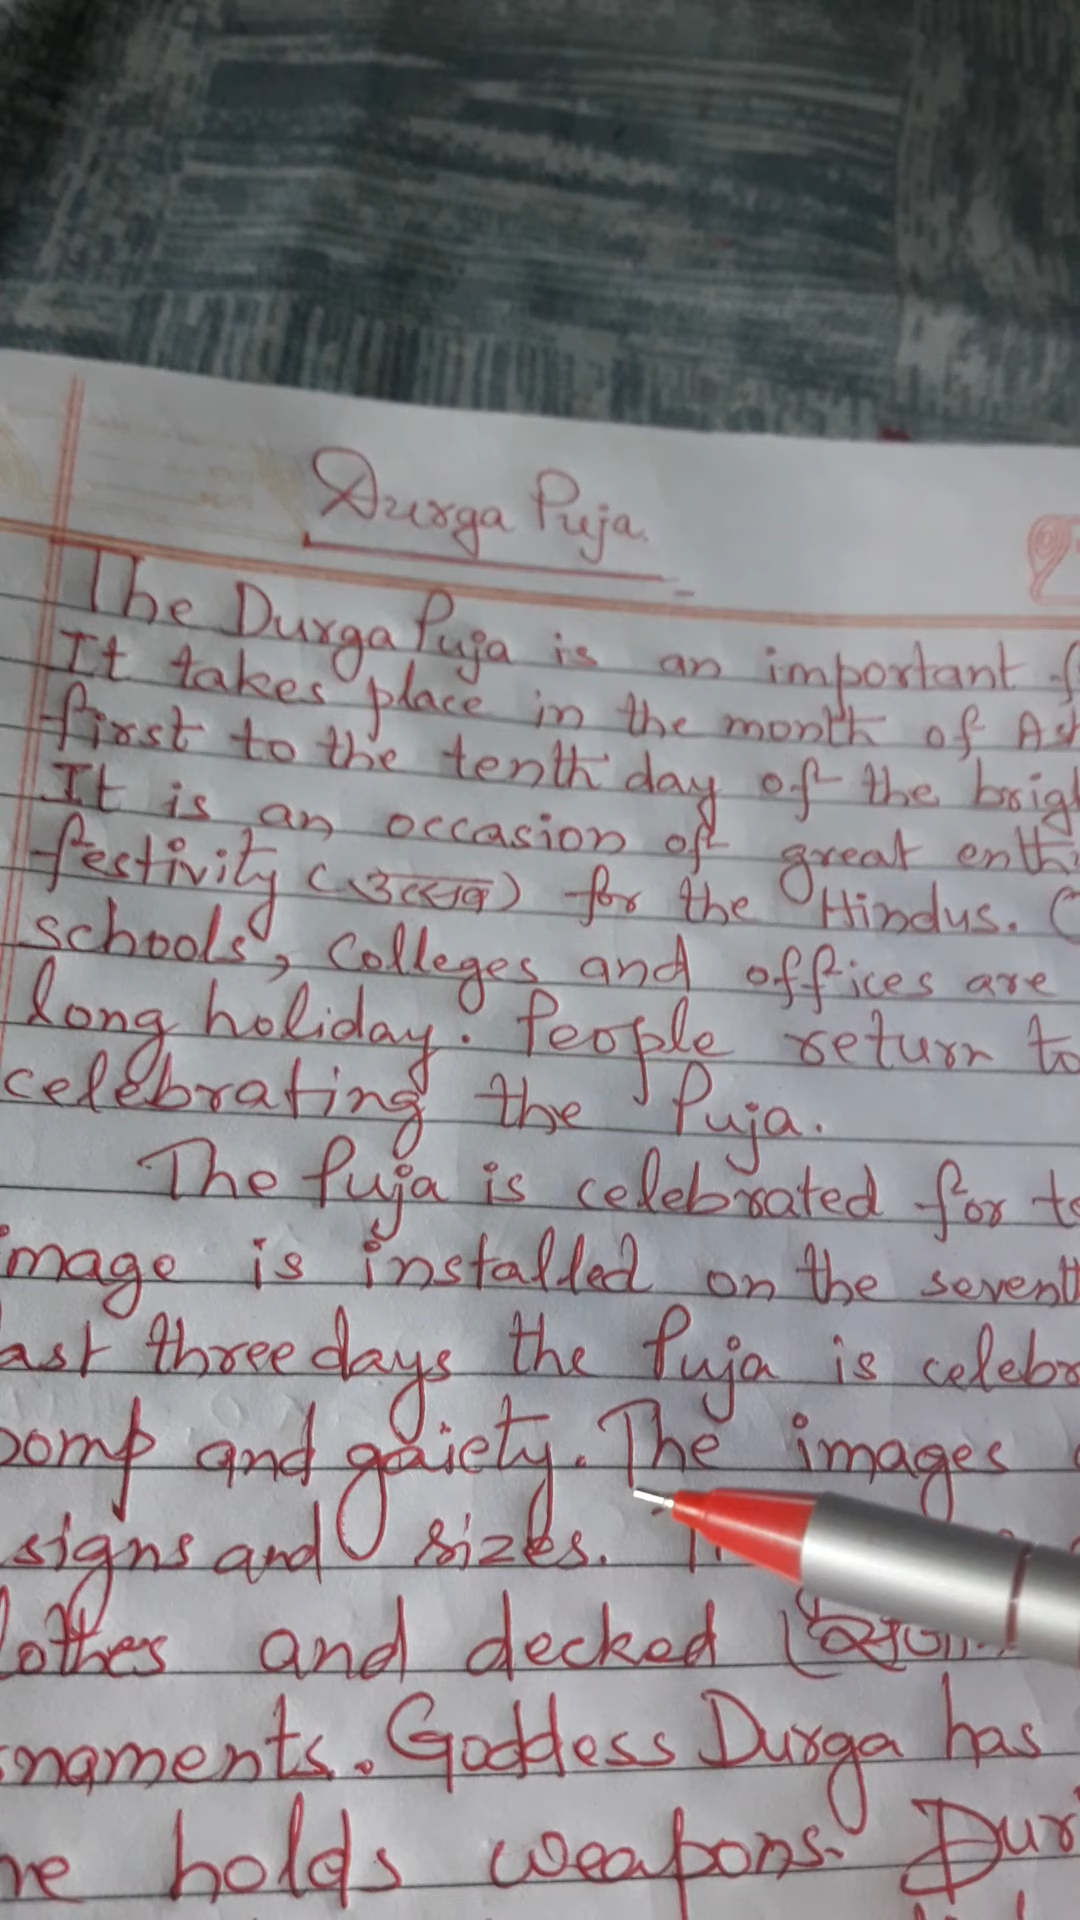 Durga Puja.
The Durga Puja is an important
It takes place in the month of
first to the tenth day of the
It is an occasion of great
festivity (উৎসব) for the Hindus.
schools, Colleges and offices are
long holiday. People return to
celebrating the Puja.
The Puja is celebrated for
image is installed on the
three days the Puja is
and gaiety. The images
and sizes.
and decked
Goddess Durga has
holds weapons.